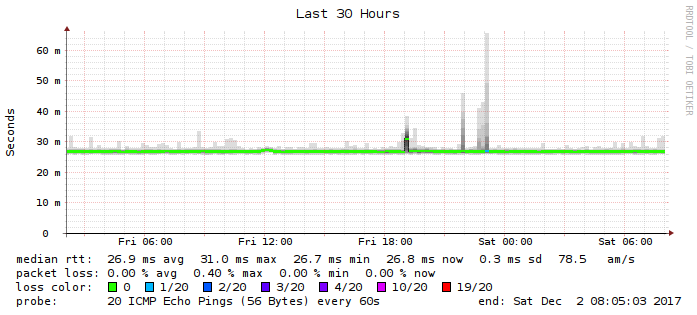 Last 30 Hours
RRDTOOL / TOBI OETIKER
Seconds
60 m
50 m
40 m
30 m
20 m
10 m
0
Fri 06:00 Fri 12:00 Fri 18:00 Sat 00:00 Sat 06:00
median rtt: 26.9 ms avg 31.0 ms max 26.7 ms min 26.8 ms now 0.3 ms sd 78.5 am/s
packet loss: 0.00 % avg 0.40 % max 0.00 % min 0.00 % now
loss color: 0 1/20 2/20 3/20 4/20 10/20 19/20
probe: 20 ICMP Echo Pings (56 Bytes) every 60s end: Sat Dec 2 08:05:03 2017